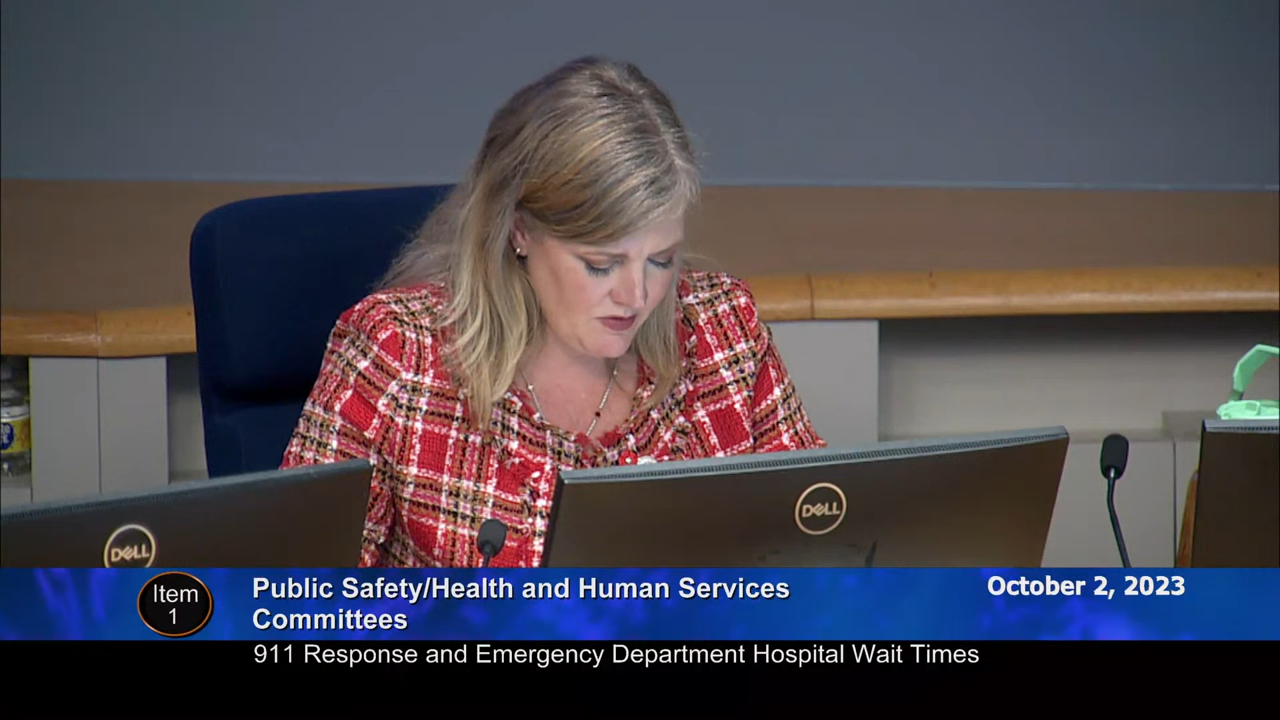 DELL
DELL
Item
1
Public Safety/Health and Human Services
Committees
October 2, 2023
911 Response and Emergency Department Hospital Wait Times